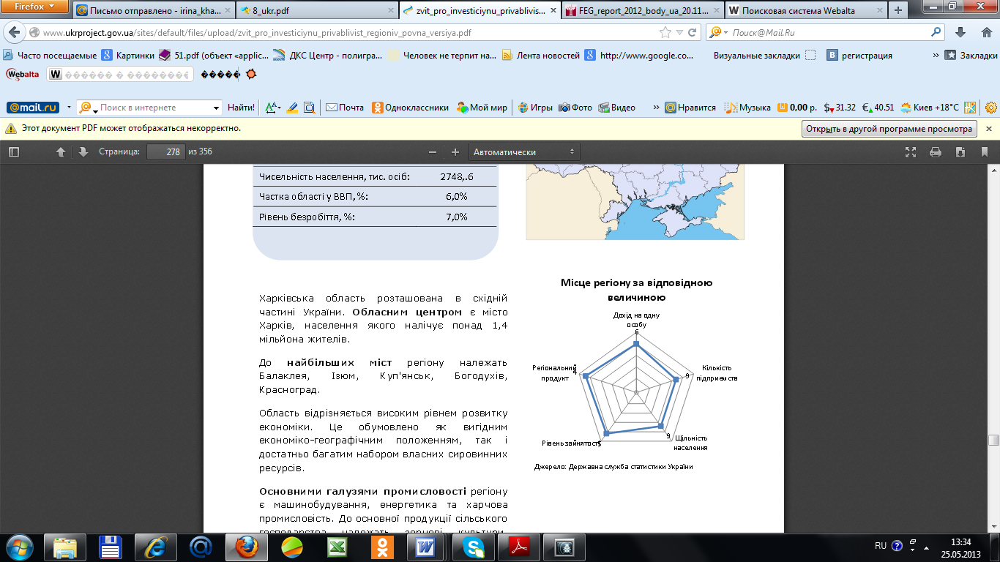 Firefox
Письмо отправлено - irina_kha...
8_ukr.pdf
zvit_pro_investiciynu_privablivis...
FEG_report_2012_body_ua_20.11...
W Поисковая система Webalta
www.ukrproject.gov.ua/sites/default/files/upload/zvit_pro_investiciynu_privablivist_regioniv_povna_versiya.pdf
Поиск@Mail.Ru
Часто посещаемые
Картинки
51.pdf (объект «applic...
ДКС Центр - полигра...
Человек не терпит на...
Лента новостей
http://www.google.co...
Визуальные закладки
В регистрация
»
Закладки
Webalta
W ������ � ��������
�����
@mail.ru
Поиск в интернете
Найти!
Почта
Одноклассники
Мой мир
Игры
Фото
Видео
»
Нравится
Музыка
0,00 р.
$ 31.32
€ 40.51
Киев +18°C
Этот документ PDF может отображаться некорректно.
Открыть в другой программе просмотра
Страница: 278 из 356
Автоматически
Чисельність населення, тис. осіб: 2748,.6
Частка області у ВВП, %: 6,0%
Рівень безробіття, %: 7,0%
Харківська область розташована в східній
частині України. Обласним центром є місто
Харків, населення якого налічує понад 1,4
мільйона жителів.
До найбільших міст регіону належать
Балаклея, Ізюм, Куп'янськ, Богодухів,
Красноград.
Область відрізняється високим рівнем розвитку
економіки. Це обумовлено як вигідним
економіко-географічним положенням, так і
достатньо багатим набором власних сировинних
ресурсів.
Основними галузями промисловості регіону
є машинобудування, енергетика та харчова
промисловість. До основної продукції сільського
господарства належать зернові культури,
Місце регіону за відповідною
величиною
Дохід на одну
особу
6
Кількість
підприємств
9
Щільність
населення
9
Рівень зайнятості
Регіональний
продукт
4
Джерело: Державна служба статистики України
RU
13:34
25.05.2013